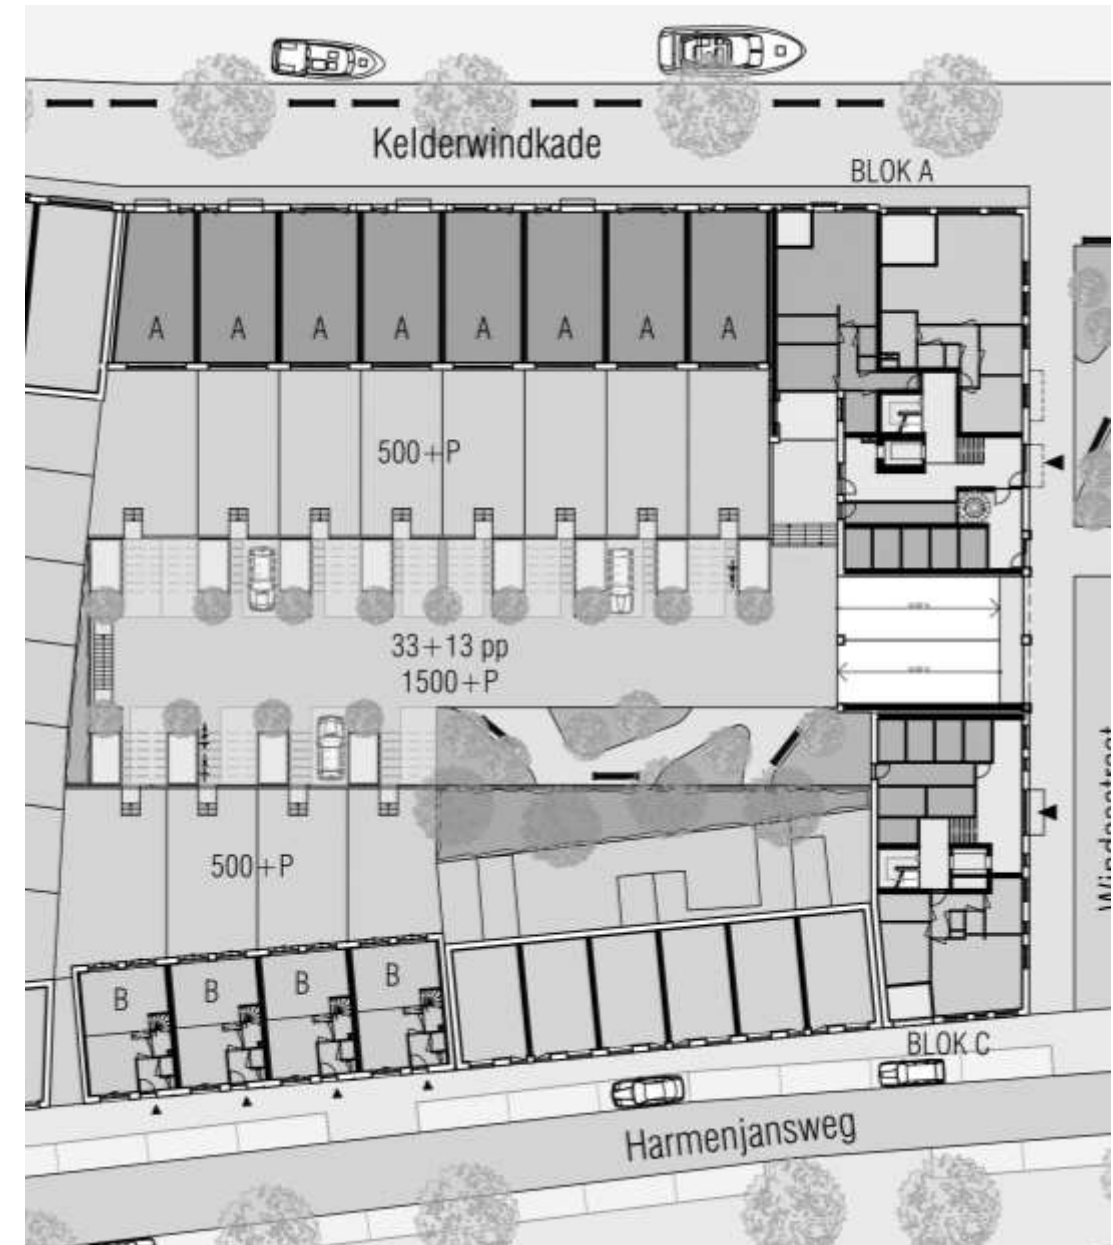 Kelderwindkade
BLOK A
A A A A A A A A
500+P
33+13 pp
1500+P
500+P
B B B B
BLOK C
Harmenjansweg